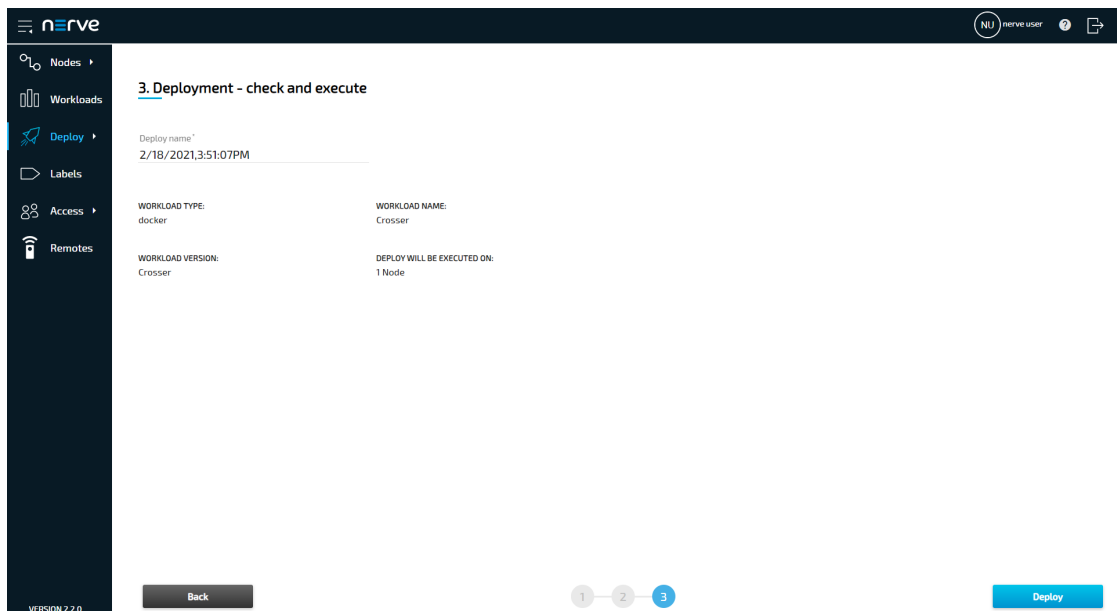 nerve
NU nerve user ?
Nodes
Workloads
Deploy
Labels
Access
Remotes
VERSION 2.2.0
3. Deployment - check and execute
Deploy name*
2/18/2021,3:51:07PM
WORKLOAD TYPE: WORKLOAD NAME:
docker Crosser
WORKLOAD VERSION: DEPLOY WILL BE EXECUTED ON:
Crosser 1 Node
Back 1 2 3 Deploy